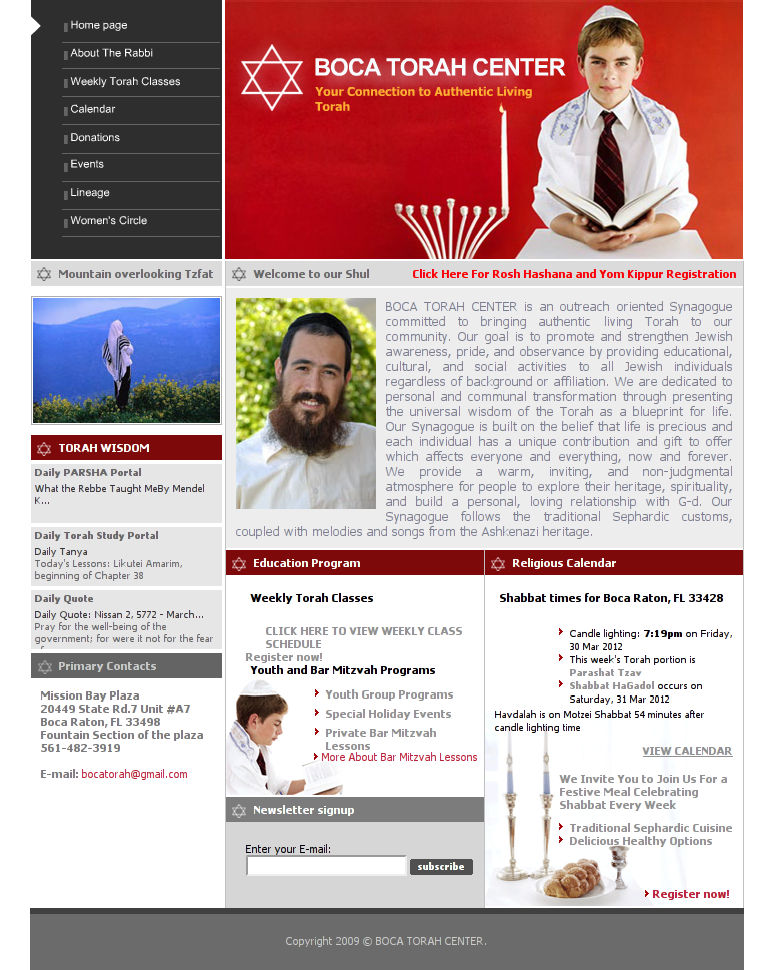 Home page
About The Rabbi
Weekly Torah Classes
Calendar
Donations
Events
Lineage
Women's Circle
BOCA TORAH CENTER
Your Connection to Authentic Living
Torah
Mountain overlooking Tzfat
Welcome to our Shul
Click Here For Rosh Hashana and Yom Kippur Registration
BOCA TORAH CENTER is an outreach oriented Synagogue
committed to bringing authentic living Torah to our
community. Our goal is to promote and strengthen Jewish
awareness, pride, and observance by providing educational,
cultural, and social activities to all Jewish individuals
regardless of background or affiliation. We are dedicated to
personal and communal transformation through presenting
the universal wisdom of the Torah as a blueprint for life.
Our Synagogue is built on the belief that life is precious and
each individual has a unique contribution and gift to offer
which affects everyone and everything, now and forever.
We provide a warm, inviting, and non-judgmental
atmosphere for people to explore their heritage, spirituality,
and build a personal, loving relationship with G-d. Our
Synagogue follows the traditional Sephardic customs,
coupled with melodies and songs from the Ashkenazi heritage.
TORAH WISDOM
Daily PARSHA Portal
What the Rebbe Taught MeBy Mendel
K...
Daily Torah Study Portal
Daily Tanya
Today's Lessons: Likutei Amarim,
beginning of Chapter 38
Daily Quote
Daily Quote: Nissan 2, 5772 - March...
Pray for the well-being of the
government; for were it not for the fear
Primary Contacts
Mission Bay Plaza
20449 State Rd.7 Unit #A7
Boca Raton, FL 33498
Fountain Section of the plaza
561-482-3919
E-mail: bocatorah@gmail.com
Education Program
Weekly Torah Classes
CLICK HERE TO VIEW WEEKLY CLASS
SCHEDULE
Register now!
Youth and Bar Mitzvah Programs
Youth Group Programs
Special Holiday Events
Private Bar Mitzvah
Lessons
More About Bar Mitzvah Lessons
Newsletter signup
Enter your E-mail:
subscribe
Religious Calendar
Shabbat times for Boca Raton, FL 33428
Candle lighting: 7:19pm on Friday,
30 Mar 2012
This week's Torah portion is
Parashat Tzav
Shabbat HaGadol occurs on
Saturday, 31 Mar 2012
Havdalah is on Motzei Shabbat 54 minutes after
candle lighting time
VIEW CALENDAR
We Invite You to Join Us For a
Festive Meal Celebrating
Shabbat Every Week
Traditional Sephardic Cuisine
Delicious Healthy Options
Register now!
Copyright 2009 © BOCA TORAH CENTER.